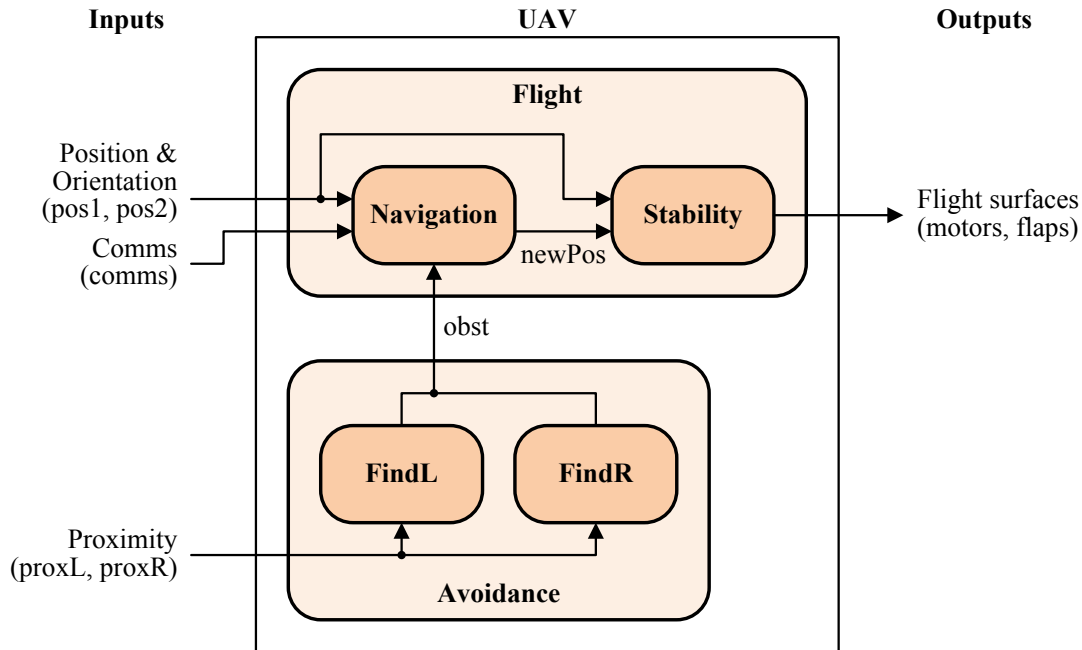 Inputs
UAV
Outputs
Flight
Position &
Orientation
(pos1, pos2)
Navigation
Stability
Flight surfaces
(motors, flaps)
Comms
(comms)
newPos
obst
FindL
FindR
Proximity
(proxL, proxR)
Avoidance